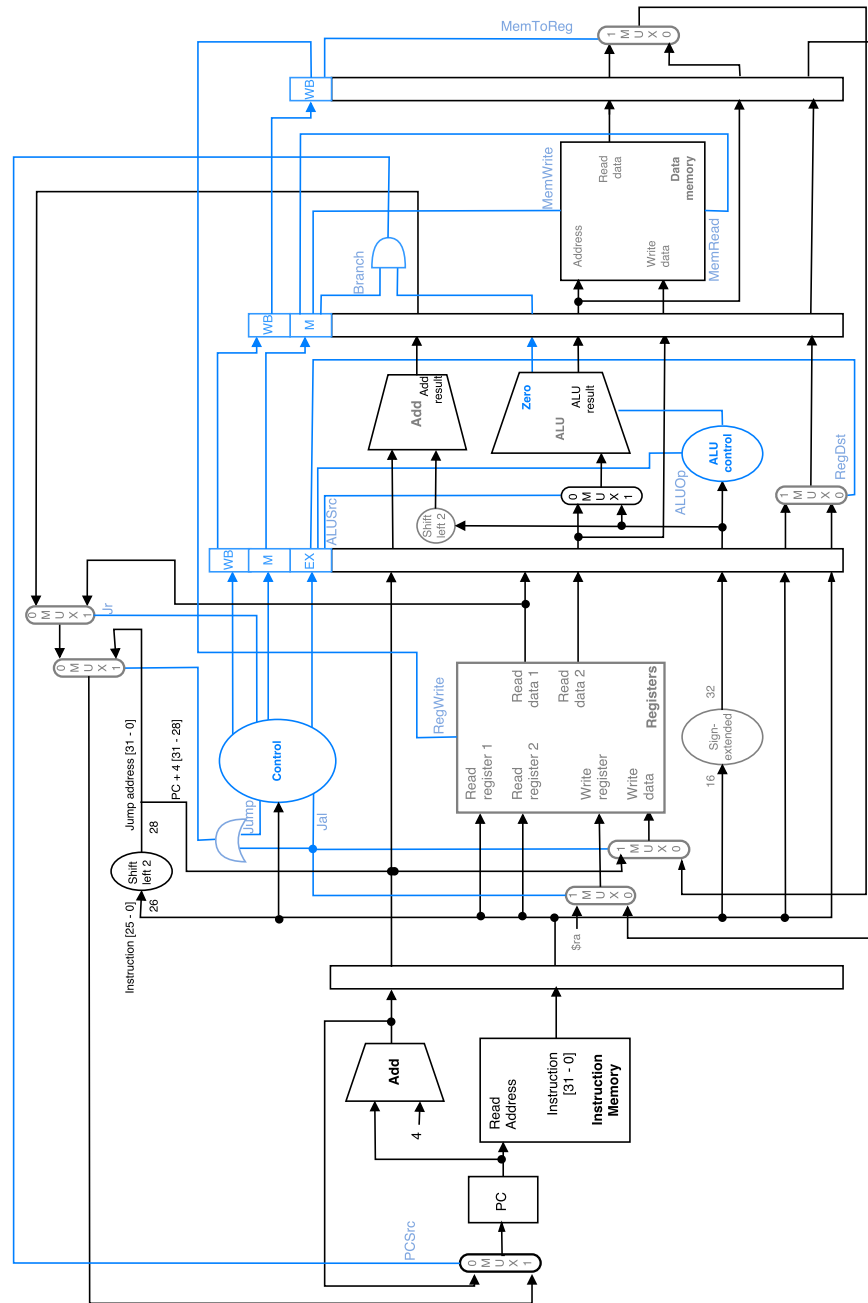 PCSrc
0
M
U
X
1
PC
4
Add
Read
Address
Instruction
[31 - 0]
Instruction
Memory
Instruction [25 - 0]
26
Shift
left 2
28
Jump address [31 - 0]
PC + 4 [31 - 28]
0
M
U
X
1
0
M
U
X
1
Jr
Jump
Jal
Control
$ra
1
M
U
X
0
1
M
U
X
0
RegWrite
Read
register 1
Read
register 2
Write
register
Write
data
Read
data 1
Read
data 2
Registers
16
Sign-
extended
32
WB
M
EX
ALUSrc
Shift
left 2
Add
Add
result
0
M
U
X
1
Zero
ALU
ALU
result
ALUOp
ALU
control
1
M
U
X
0
RegDst
WB
M
Branch
MemWrite
Address
Write
data
Read
data
Data
memory
MemRead
WB
MemToReg
1
M
U
X
0